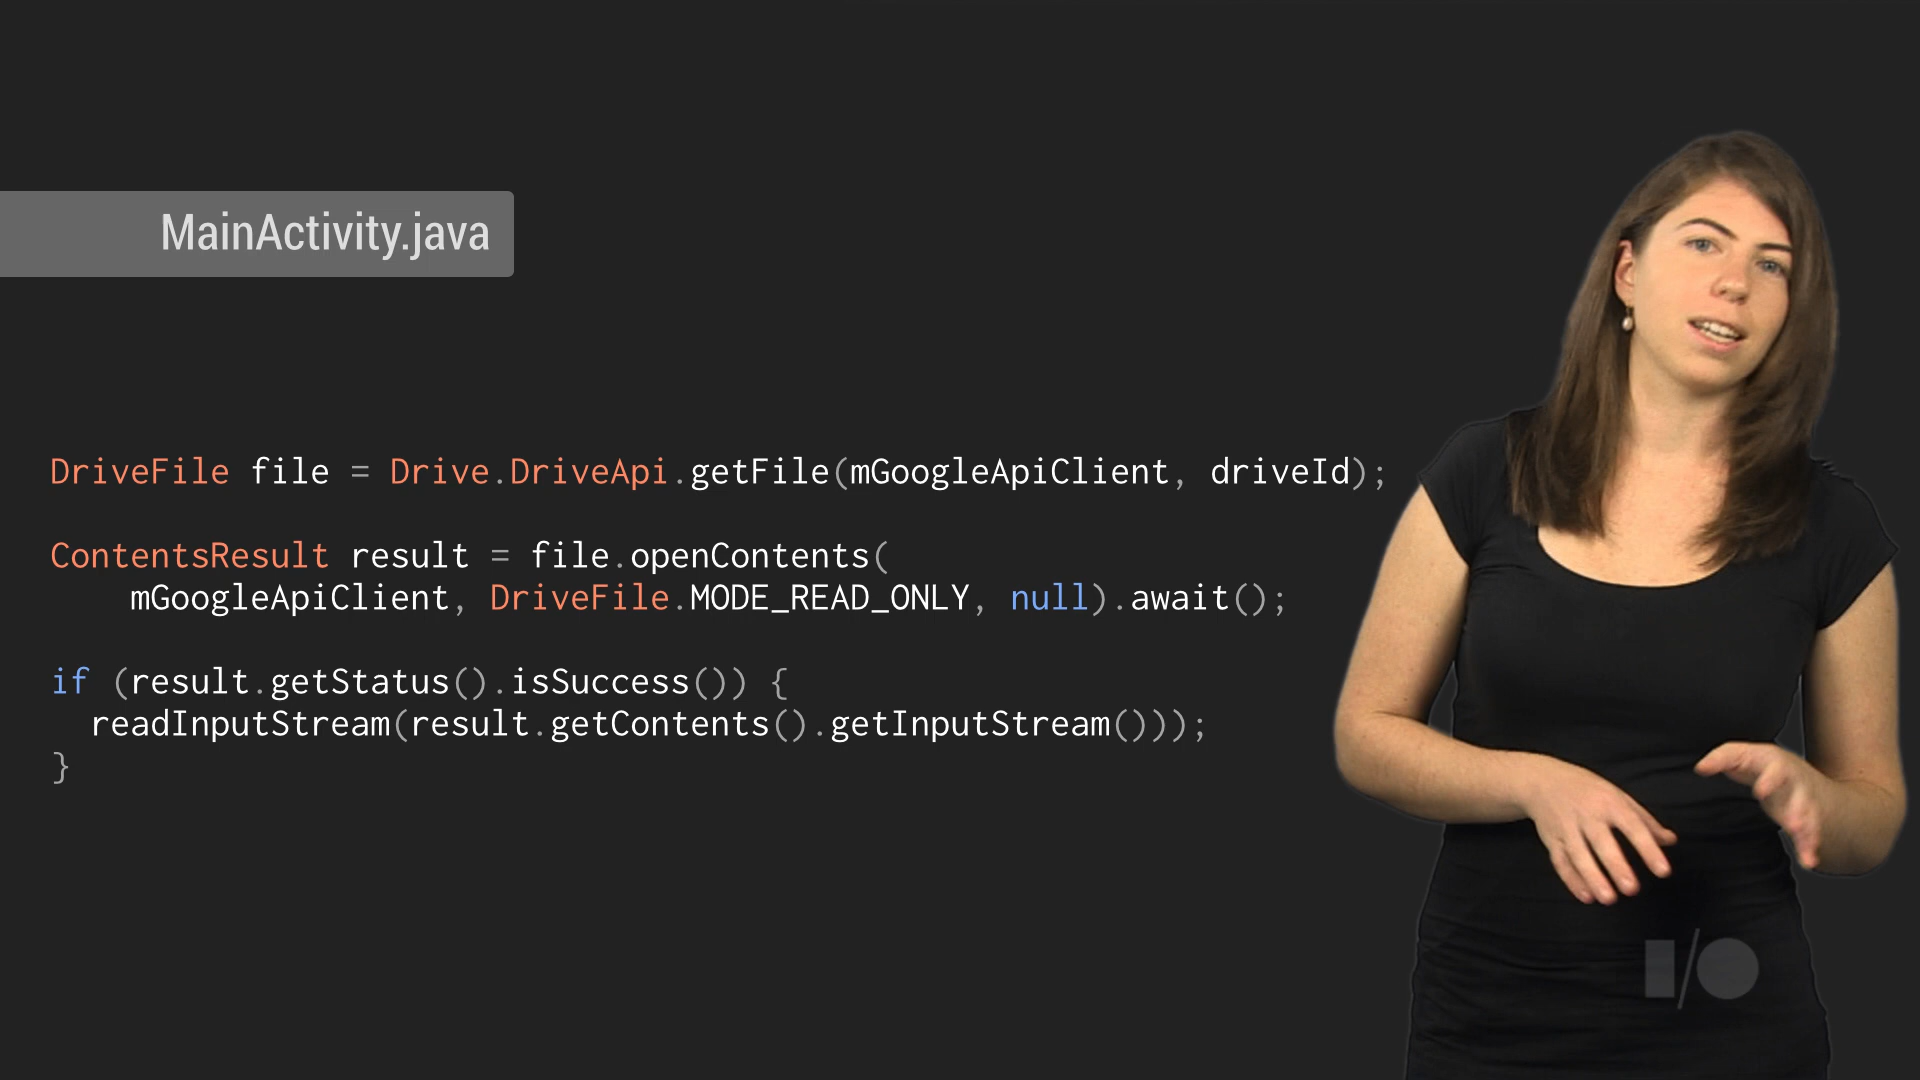 MainActivity.java
DriveFile file = Drive.DriveApi.getFile(mGoogleApiClient, driveId);
ContentsResult result = file.openContents(
    mGoogleApiClient, DriveFile.MODE_READ_ONLY, null).await();
if (result.getStatus().isSuccess()) {
  readInputStream(result.getContents().getInputStream()));
}
I/O